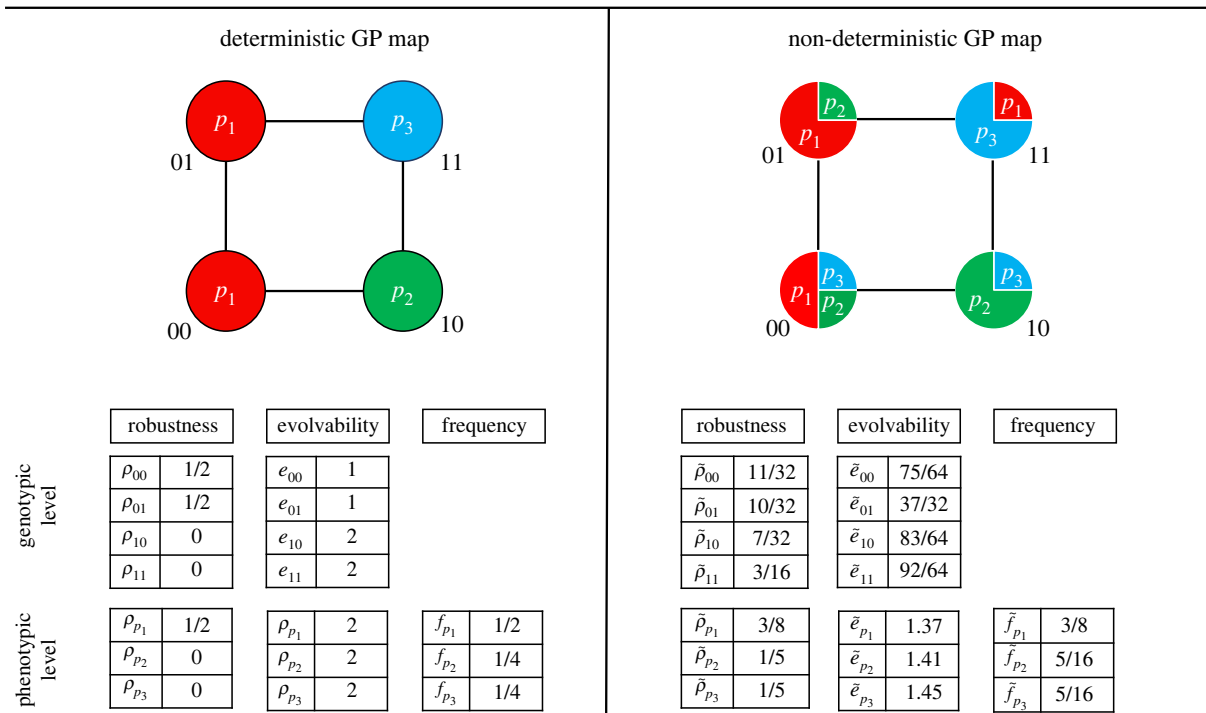 deterministic GP map
p1
p3
01
11
p1
p2
00
10
robustness
evolvability
frequency
genotypic level
ρ00 1/2
ρ01 1/2
ρ10 0
ρ11 0
e00 1
e01 1
e10 2
e11 2
phenotypic level
ρp1 1/2
ρp2 0
ρp3 0
ρp1 2
ρp2 2
ρp3 2
fp1 1/2
fp2 1/4
fp3 1/4
non-deterministic GP map
p2
p1
p1
p3
01
11
p1
p3
p2
p3
p2
00
10
robustness
evolvability
frequency
ρ̃00 11/32
ρ̃01 10/32
ρ̃10 7/32
ρ̃11 3/16
ẽ00 75/64
ẽ01 37/32
ẽ10 83/64
ẽ11 92/64
ρ̃p1 3/8
ρ̃p2 1/5
ρ̃p3 1/5
ẽp1 1.37
ẽp2 1.41
ẽp3 1.45
f̃p1 3/8
f̃p2 5/16
f̃p3 5/16